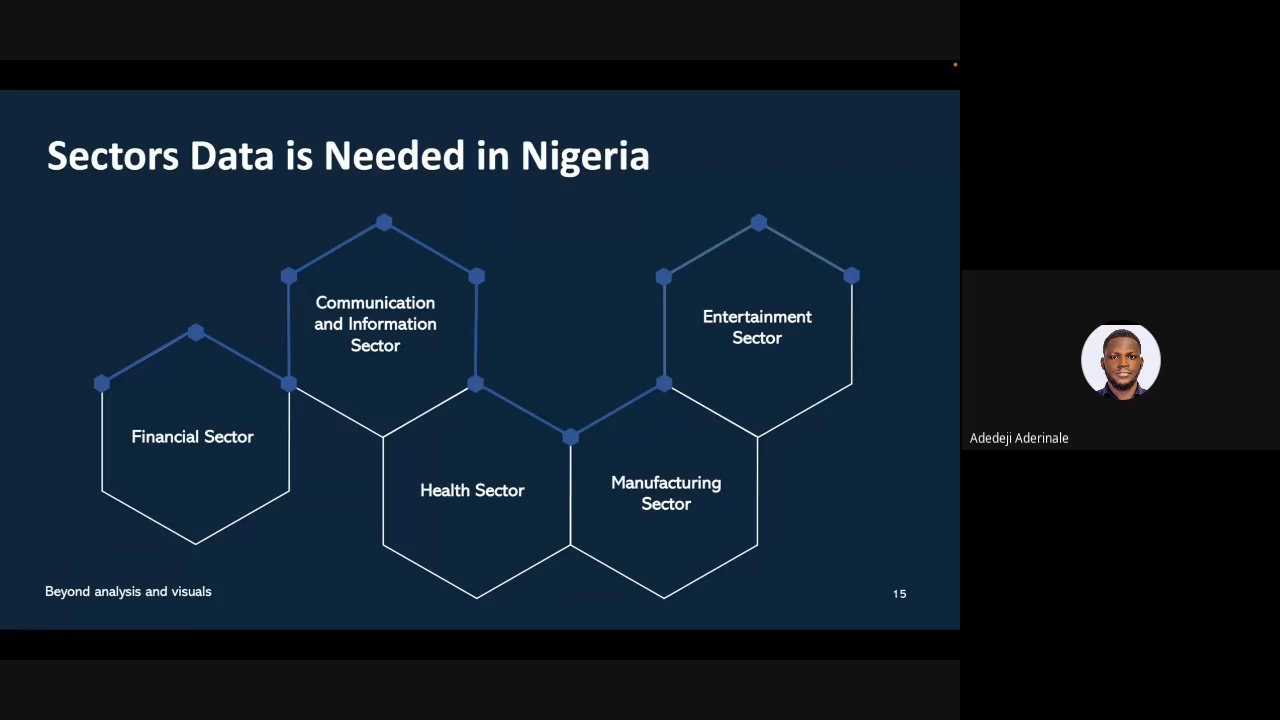 Sectors Data is Needed in Nigeria
Communication
and Information
Sector
Entertainment
Sector
Financial Sector
Health Sector
Manufacturing
Sector
Beyond analysis and visuals
15
Adedeji Aderinale